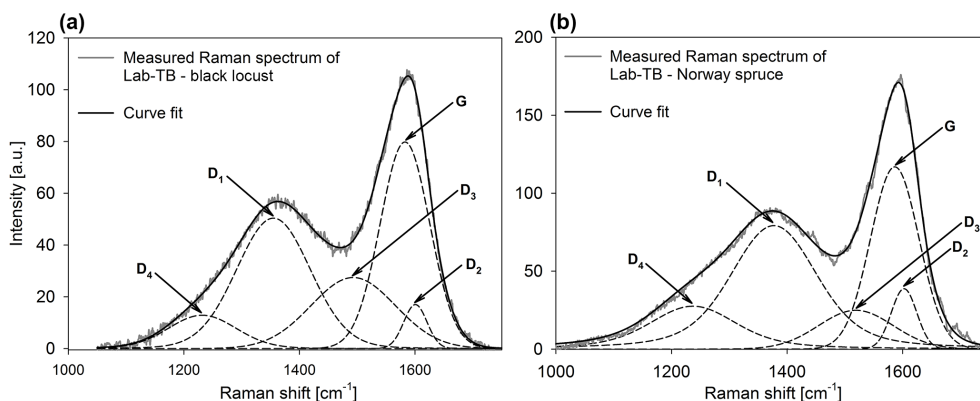 (a)
120
100
80
60
40
20
0
Intensity [a.u.]
Measured Raman spectrum of
Lab-TB - black locust
Curve fit
G
D1
D3
D4
D2
1000 1200 1400 1600
Raman shift [cm-1]
(b)
200
150
100
50
0
Measured Raman spectrum of
Lab-TB - Norway spruce
Curve fit
G
D1
D3
D2
D4
1000 1200 1400 1600
Raman shift [cm-1]